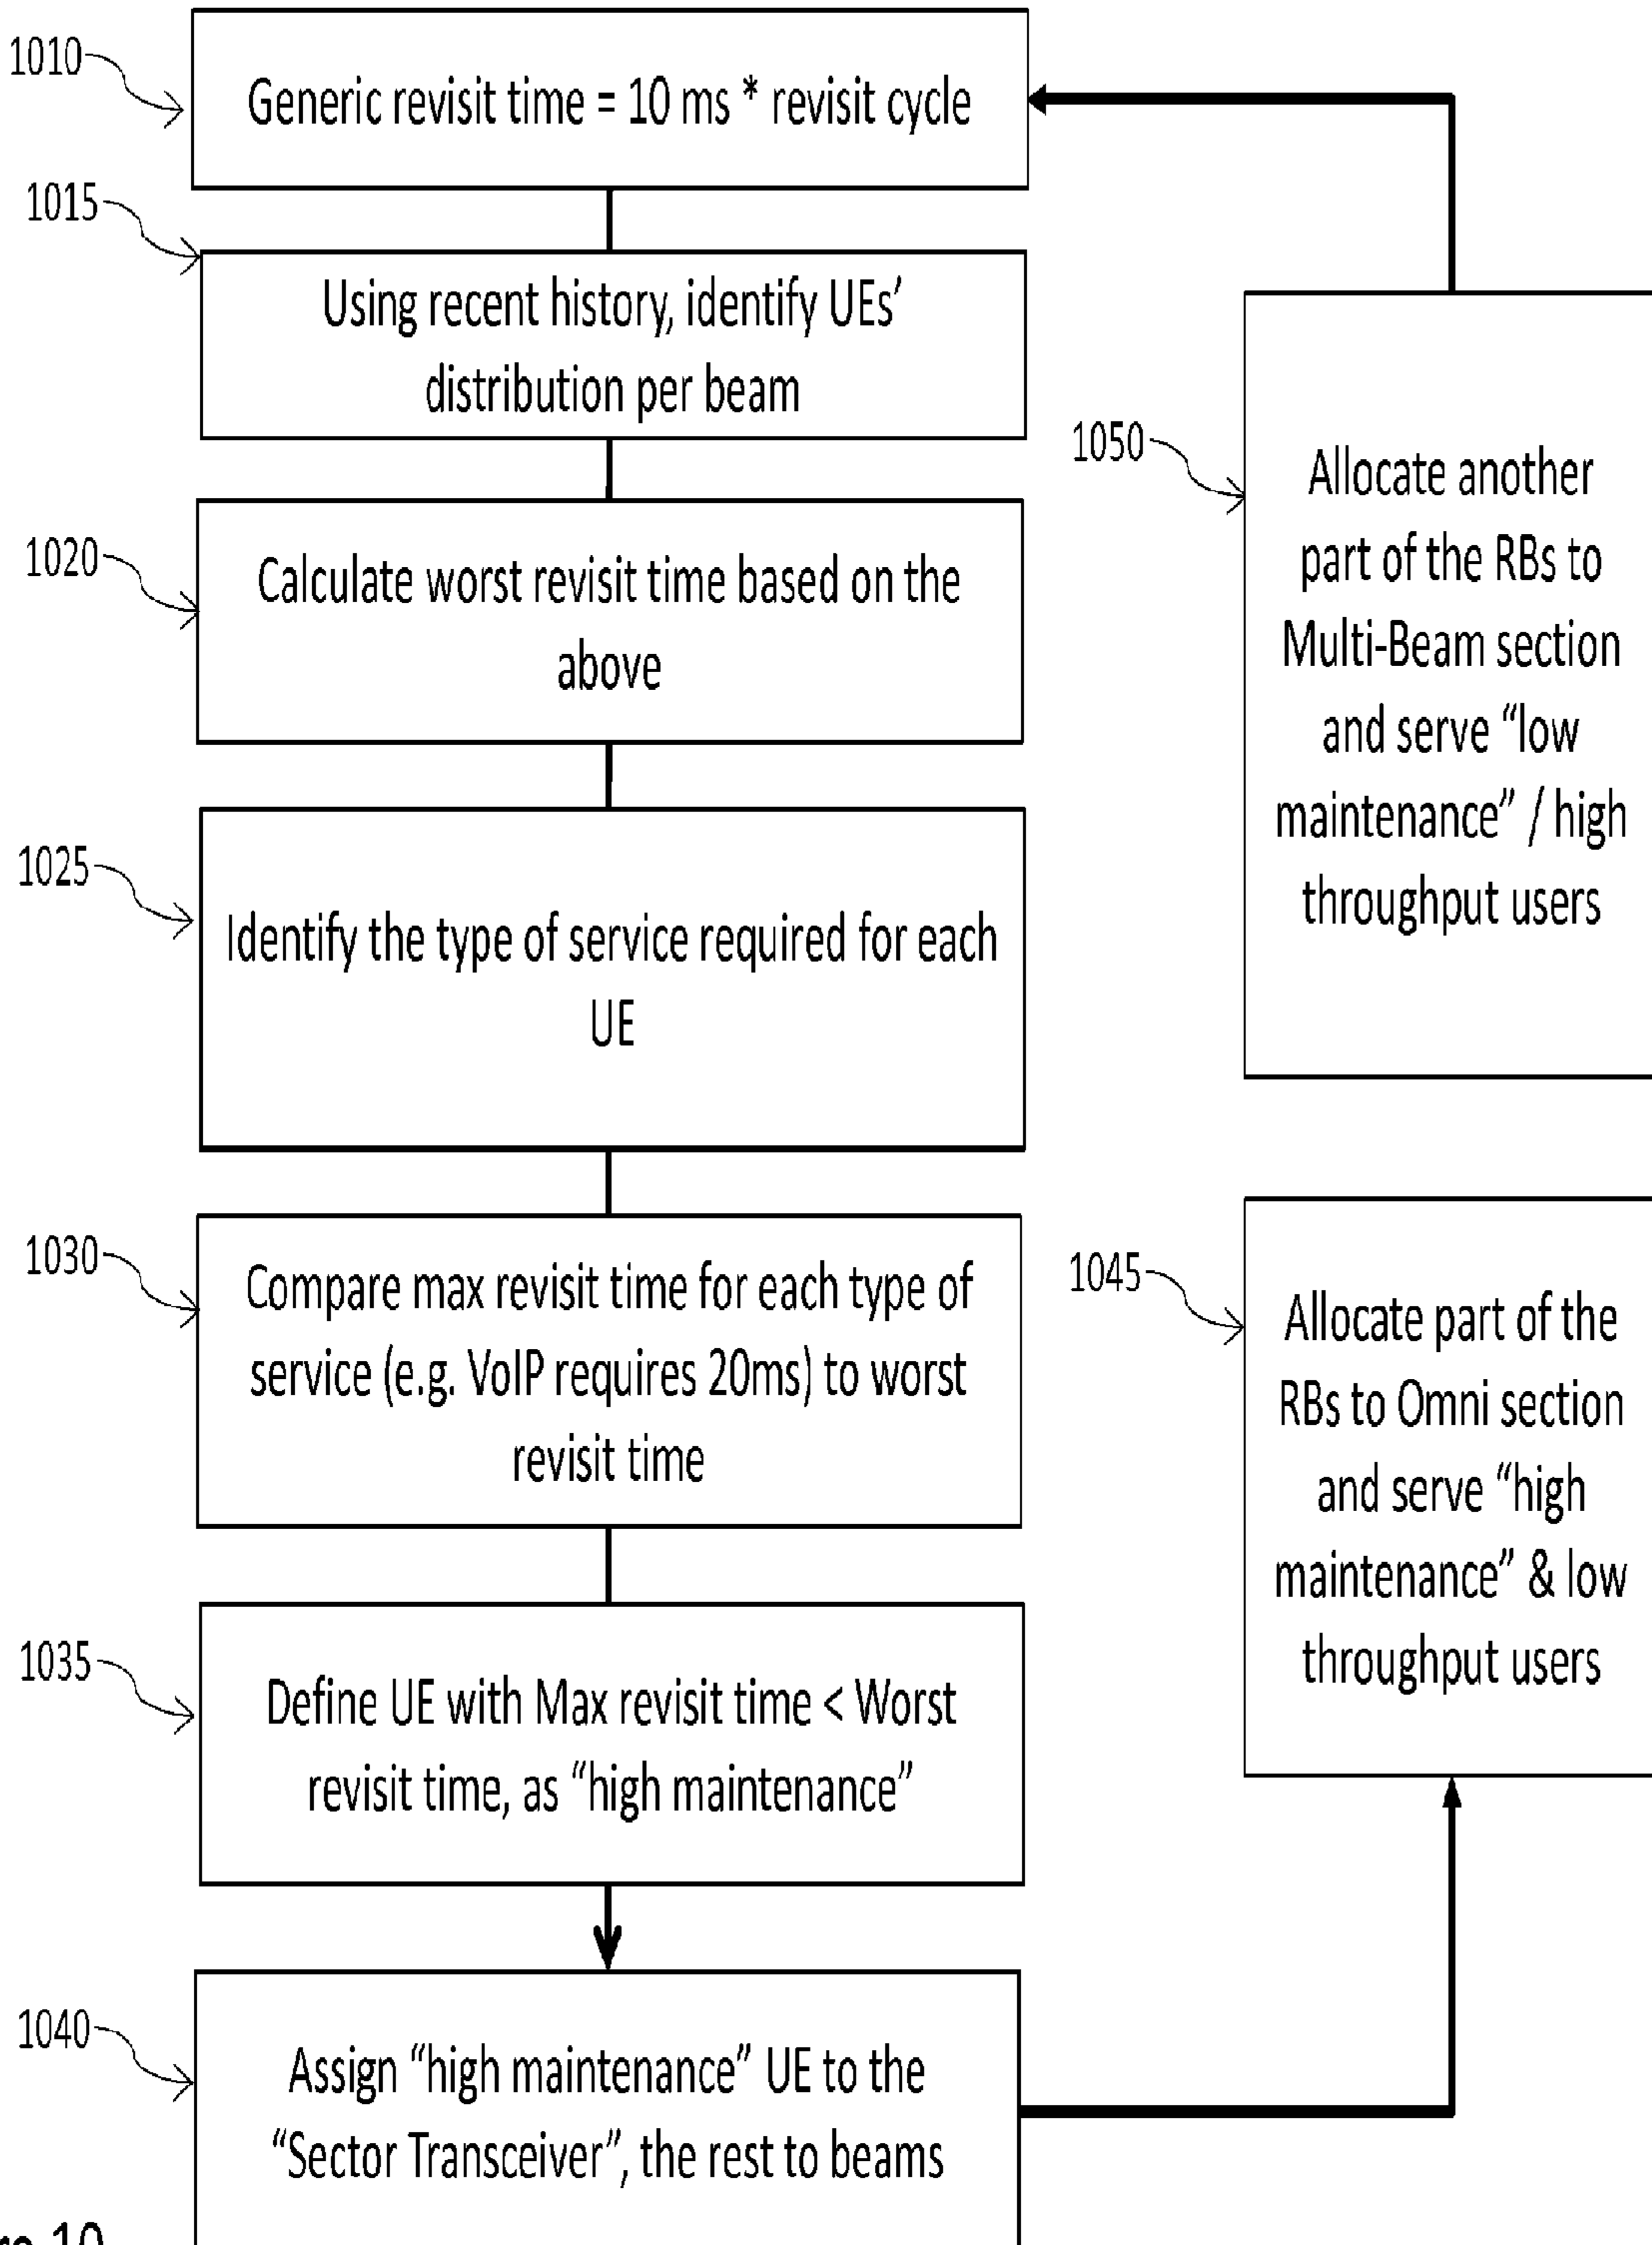 1010
Generic revisit time = 10 ms * revisit cycle
1015
Using recent history, identify UEs’
distribution per beam
1020
Calculate worst revisit time based on the
above
1025
Identify the type of service required for each
UE
1030
Compare max revisit time for each type of
service (e.g. VoIP requires 20ms) to worst
revisit time
1035
Define UE with Max revisit time < Worst
revisit time, as “high maintenance”
1040
Assign “high maintenance” UE to the
“Sector Transceiver”, the rest to beams
1045
Allocate part of the
RBs to Omni section
and serve “high
maintenance” & low
throughput users
1050
Allocate another
part of the RBs to
Multi-Beam section
and serve “low
maintenance” / high
throughput users
10